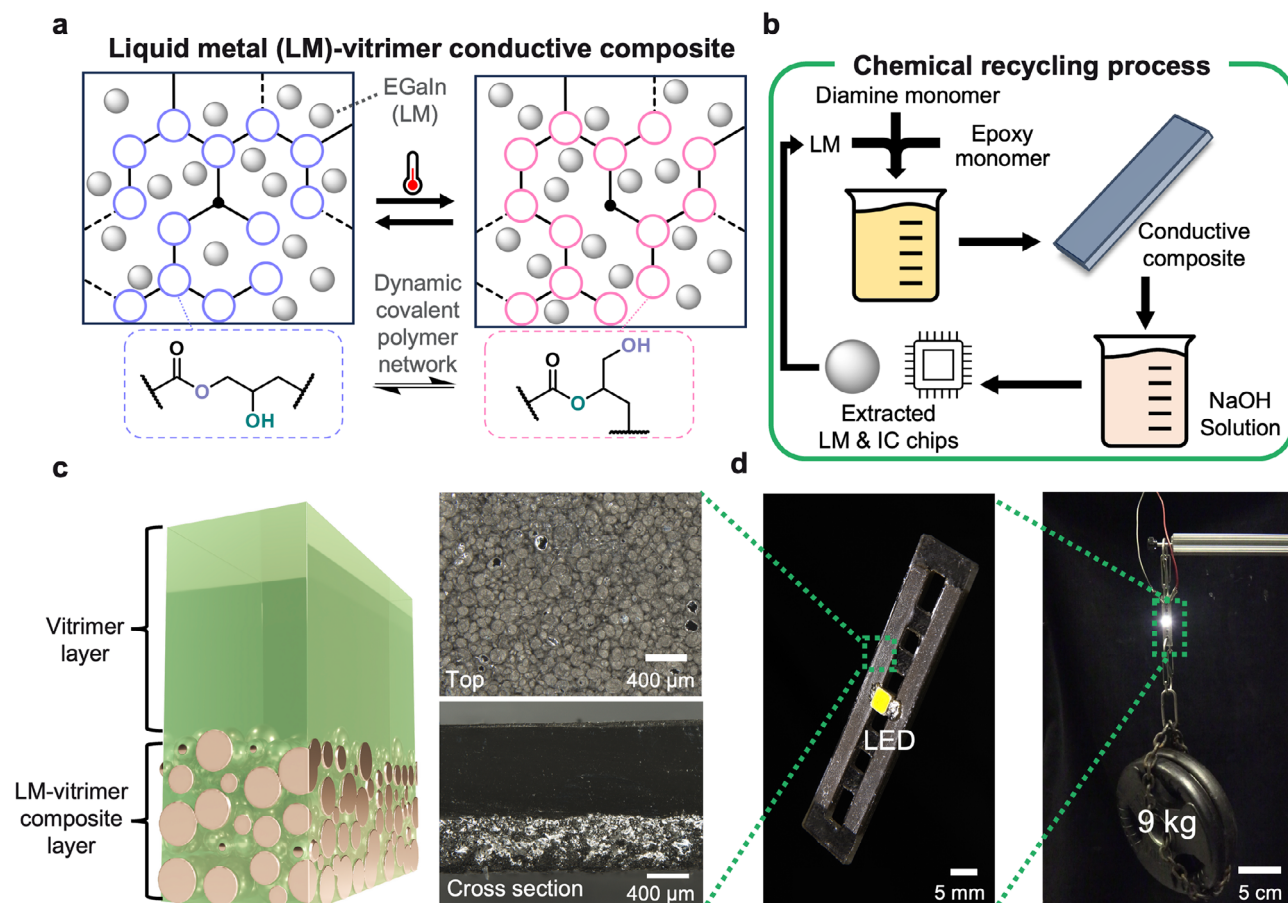 a
Liquid metal (LM)-vitrimer conductive composite
EGaIn
(LM)
Dynamic
covalent
polymer
network
O
O
OH
OH
O
O
b
Chemical recycling process
Diamine monomer
LM
Epoxy
monomer
Conductive
composite
NaOH
Solution
Extracted
LM & IC chips
c
Vitrimer
layer
LM-vitrimer
composite
layer
Top
400 µm
Cross section
400 µm
d
LED
5 mm
9 kg
5 cm